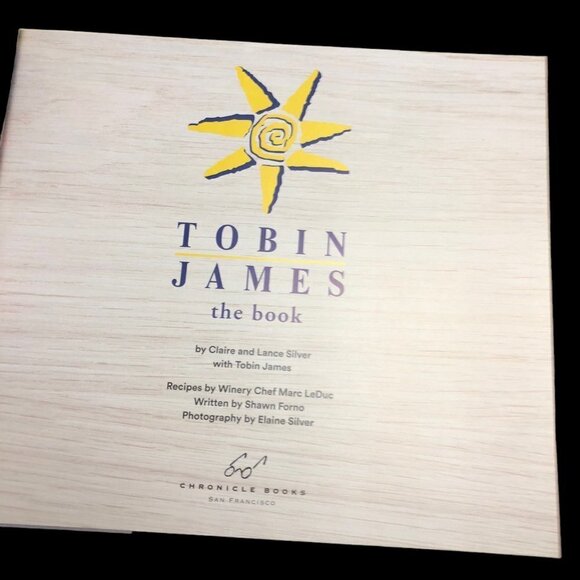 TOBIN
JAMES
the book
by Claire and Lance Silver
with Tobin James
Recipes by Winery Chef Marc LeDuc
Written by Shawn Forno
Photography by Elaine Silver
CHRONICLE BOOKS
SAN FRANCISCO